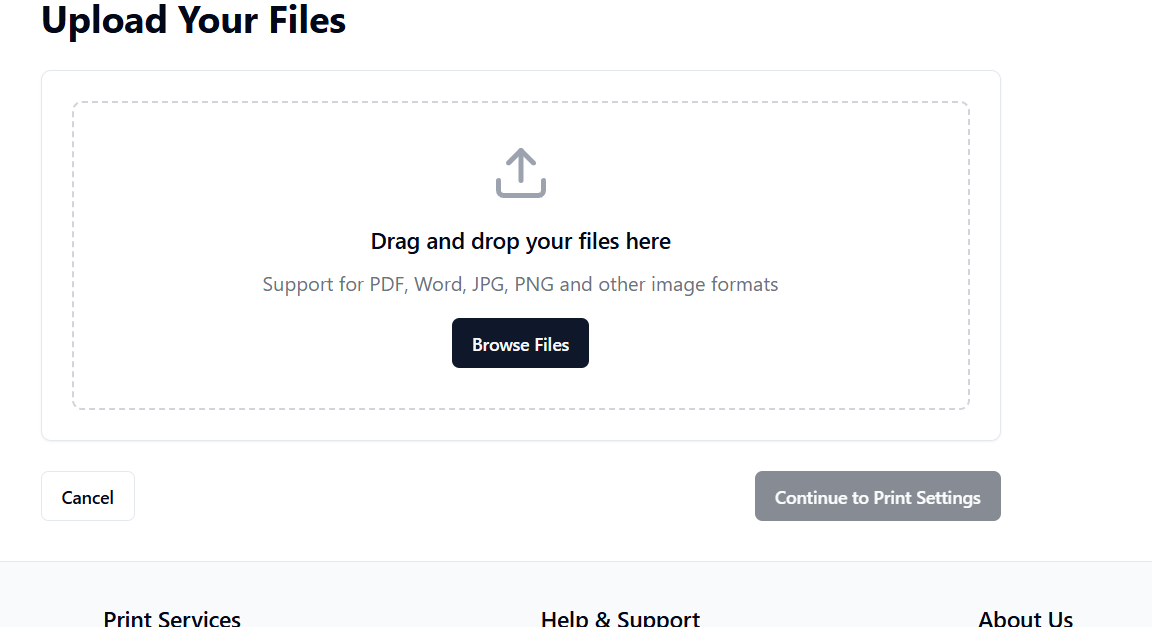 Upload Your Files
Drag and drop your files here
Support for PDF, Word, JPG, PNG and other image formats
Browse Files
Cancel
Continue to Print Settings
Print Services
Help & Support
About Us